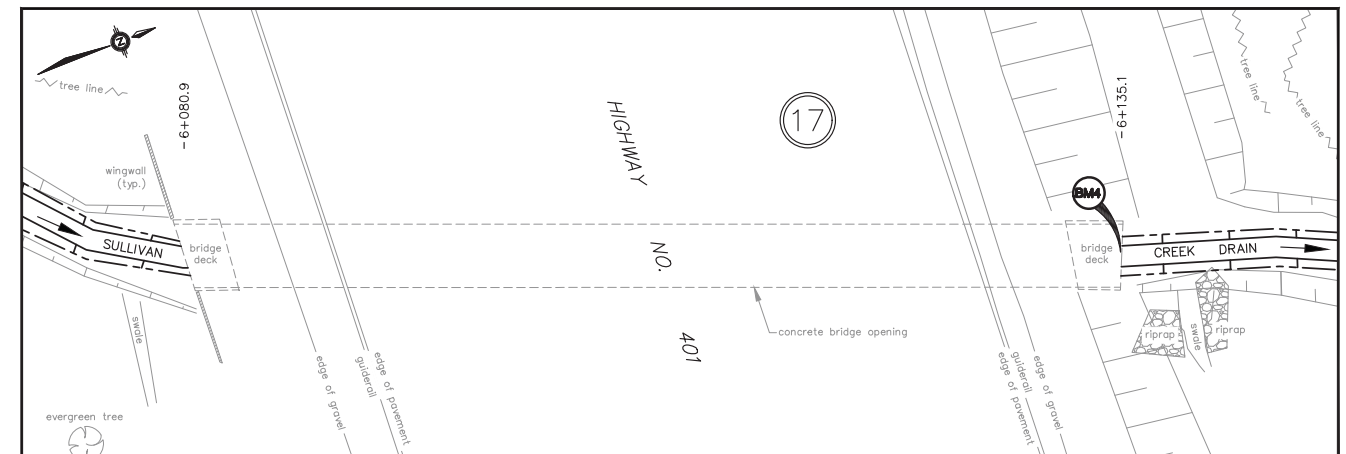 N
tree line
-6+080.9
HIGHWAY
17
-6+135.1
tree line
tree line
wingwall
(typ.)
BM4
SULLIVAN
bridge
deck
NO.
bridge
deck
CREEK DRAIN
swale
concrete bridge opening
401
riprap
swale
riprap
edge of gravel
guiderail
edge of pavement
edge of pavement
guiderail
edge of gravel
evergreen tree